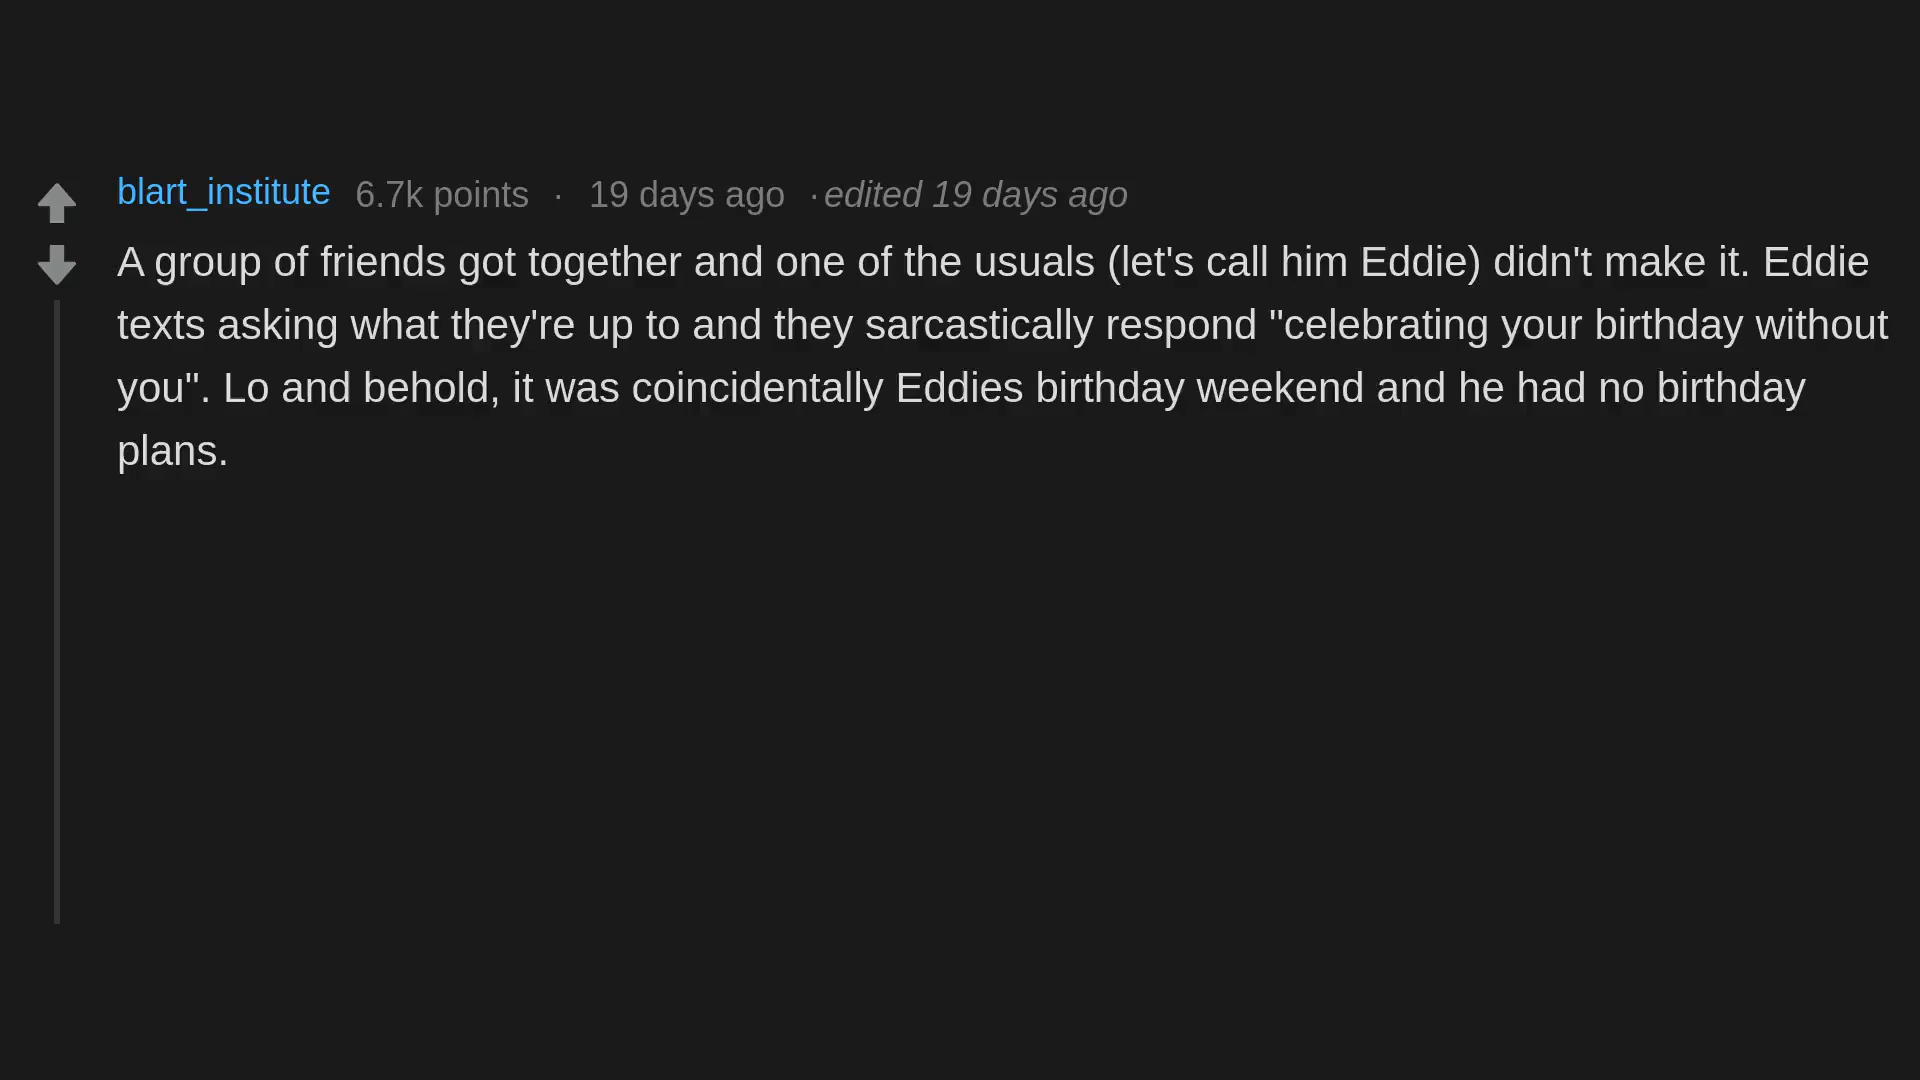 blart_institute 6.7k points · 19 days ago · edited 19 days ago
A group of friends got together and one of the usuals (let's call him Eddie) didn't make it. Eddie
texts asking what they're up to and they sarcastically respond "celebrating your birthday without
you". Lo and behold, it was coincidentally Eddies birthday weekend and he had no birthday
plans.